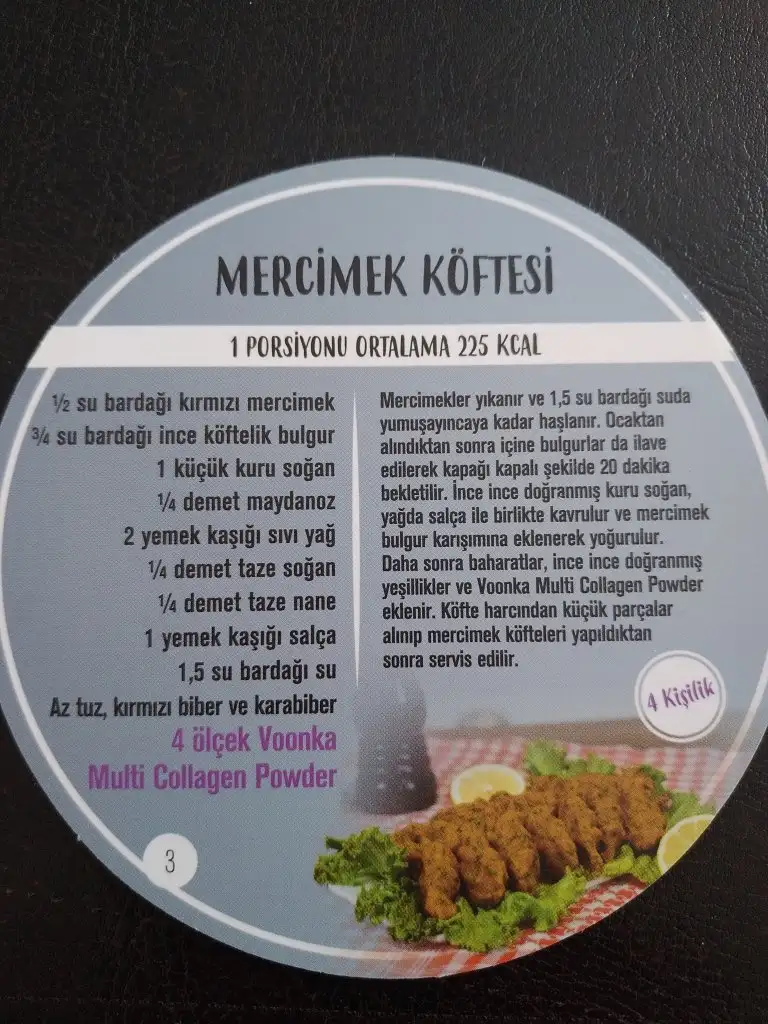 MERCİMEK KÖFTESİ
1 PORSİYONU ORTALAMA 225 KCAL
½ su bardağı kırmızı mercimek
¾ su bardağı ince köftelik bulgur
1 küçük kuru soğan
¼ demet maydanoz
2 yemek kaşığı sıvı yağ
¼ demet taze soğan
¼ demet taze nane
1 yemek kaşığı salça
1,5 su bardağı su
Az tuz, kırmızı biber ve karabiber
4 ölçek Voonka
Multi Collagen Powder
Mercimekler yıkanır ve 1,5 su bardağı suda
yumuşayıncaya kadar haşlanır. Ocaktan
alındıktan sonra içine bulgurlar da ilave
edilerek kapağı kapalı şekilde 20 dakika
bekletilir. İnce ince doğranmış kuru soğan,
yağda salça ile birlikte kavrulur ve mercimek
bulgur karışımına eklenerek yoğurulur.
Daha sonra baharatlar, ince ince doğranmış
yeşillikler ve Voonka Multi Collagen Powder
eklenir. Köfte harcından küçük parçalar
alınıp mercimek köfteleri yapıldıktan
sonra servis edilir.
4 Kişilik
3